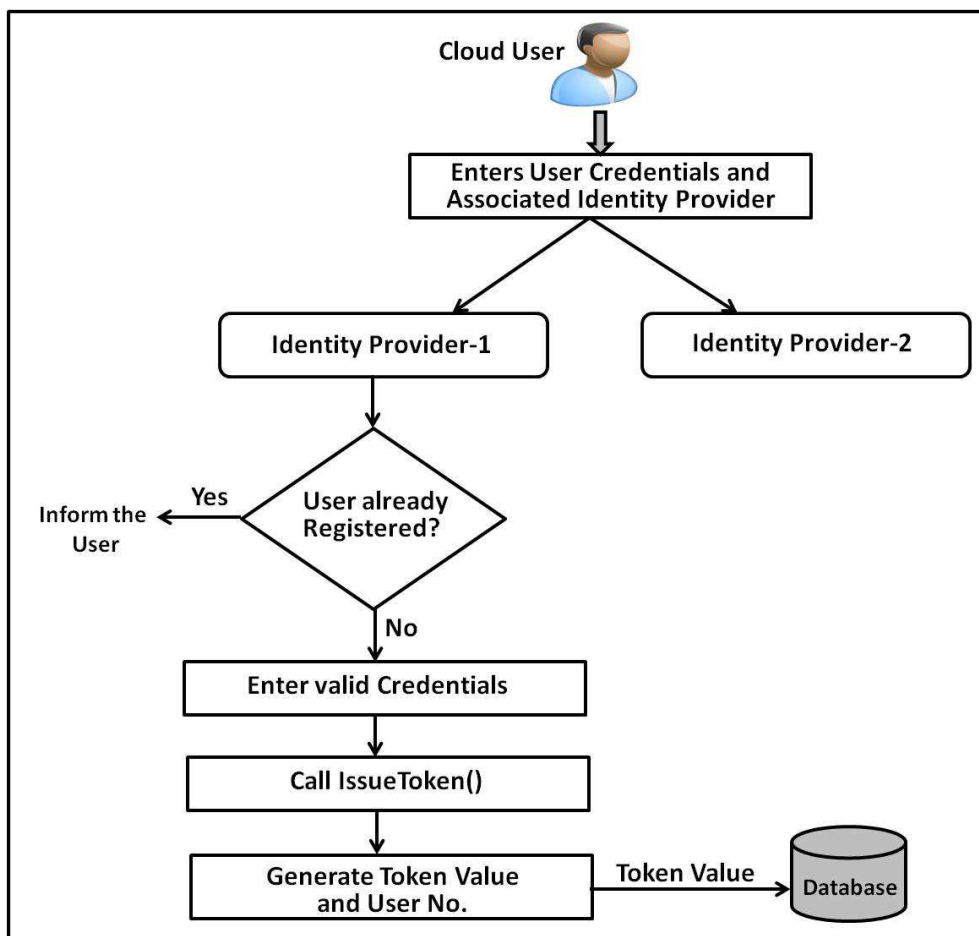 Cloud User
Enters User Credentials and
Associated Identity Provider
Identity Provider-1
Identity Provider-2
User already
Registered?
Yes
Inform the
User
No
Enter valid Credentials
Call IssueToken()
Generate Token Value
and User No.
Token Value
Database